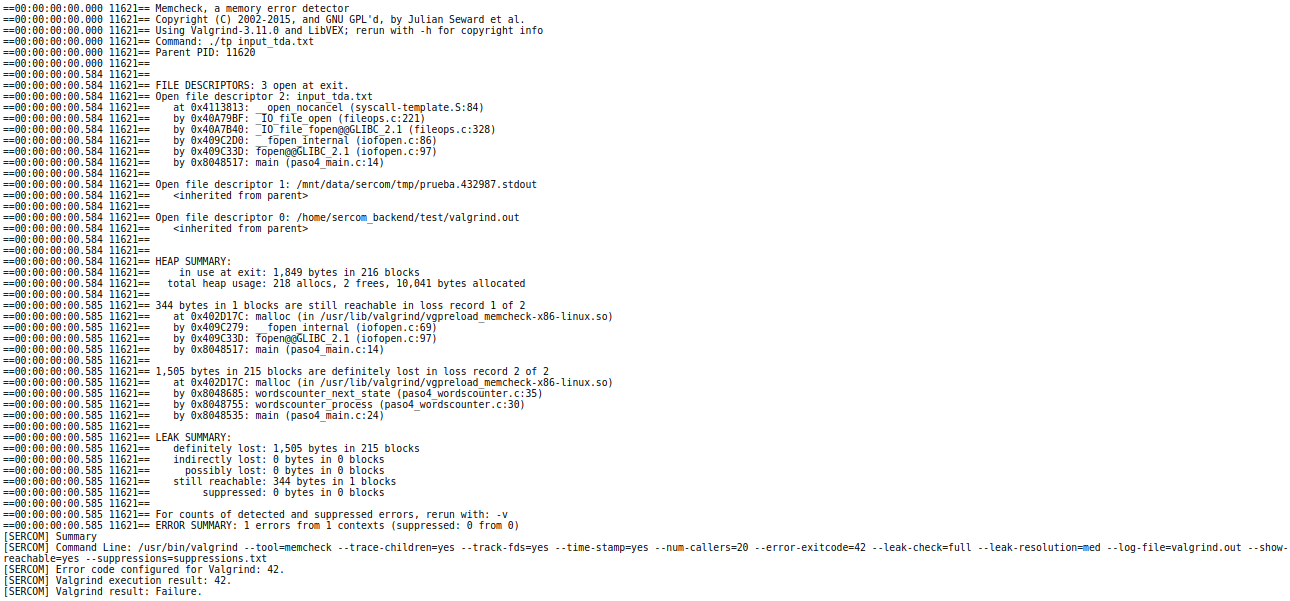 ==00:00:00:00.000 11621== Memcheck, a memory error detector
==00:00:00:00.000 11621== Copyright (C) 2002-2015, and GNU GPL'd, by Julian Seward et al.
==00:00:00:00.000 11621== Using Valgrind-3.11.0 and LibVEX; rerun with -h for copyright info
==00:00:00:00.000 11621== Command: ./tp input_tda.txt
==00:00:00:00.000 11621== Parent PID: 11620
==00:00:00:00.000 11621==
==00:00:00:00.584 11621==
==00:00:00:00.584 11621== FILE DESCRIPTORS: 3 open at exit.
==00:00:00:00.584 11621== Open file descriptor 2: input_tda.txt
==00:00:00:00.584 11621==    at 0x4113813: __open_nocancel (syscall-template.S:84)
==00:00:00:00.584 11621==    by 0x40A79BF: _IO_file_open (fileops.c:221)
==00:00:00:00.584 11621==    by 0x40A7B40: _IO_file_fopen@@GLIBC_2.1 (fileops.c:328)
==00:00:00:00.584 11621==    by 0x409C2D0: __fopen_internal (iofopen.c:86)
==00:00:00:00.584 11621==    by 0x409C33D: fopen@@GLIBC_2.1 (iofopen.c:97)
==00:00:00:00.584 11621==    by 0x8048517: main (paso4_main.c:14)
==00:00:00:00.584 11621==
==00:00:00:00.584 11621== Open file descriptor 1: /mnt/data/sercom/tmp/prueba.432987.stdout
==00:00:00:00.584 11621==    <inherited from parent>
==00:00:00:00.584 11621==
==00:00:00:00.584 11621== Open file descriptor 0: /home/sercom_backend/test/valgrind.out
==00:00:00:00.584 11621==    <inherited from parent>
==00:00:00:00.584 11621==
==00:00:00:00.584 11621==
==00:00:00:00.584 11621== HEAP SUMMARY:
==00:00:00:00.584 11621==     in use at exit: 1,849 bytes in 216 blocks
==00:00:00:00.584 11621==   total heap usage: 218 allocs, 2 frees, 10,041 bytes allocated
==00:00:00:00.584 11621==
==00:00:00:00.585 11621== 344 bytes in 1 blocks are still reachable in loss record 1 of 2
==00:00:00:00.585 11621==    at 0x402D17C: malloc (in /usr/lib/valgrind/vgpreload_memcheck-x86-linux.so)
==00:00:00:00.585 11621==    by 0x409C279: __fopen_internal (iofopen.c:69)
==00:00:00:00.585 11621==    by 0x409C33D: fopen@@GLIBC_2.1 (iofopen.c:97)
==00:00:00:00.585 11621==    by 0x8048517: main (paso4_main.c:14)
==00:00:00:00.585 11621==
==00:00:00:00.585 11621== 1,505 bytes in 215 blocks are definitely lost in loss record 2 of 2
==00:00:00:00.585 11621==    at 0x402D17C: malloc (in /usr/lib/valgrind/vgpreload_memcheck-x86-linux.so)
==00:00:00:00.585 11621==    by 0x8048685: wordscounter_next_state (paso4_wordscounter.c:35)
==00:00:00:00.585 11621==    by 0x8048755: wordscounter_process (paso4_wordscounter.c:30)
==00:00:00:00.585 11621==    by 0x8048535: main (paso4_main.c:24)
==00:00:00:00.585 11621==
==00:00:00:00.585 11621== LEAK SUMMARY:
==00:00:00:00.585 11621==    definitely lost: 1,505 bytes in 215 blocks
==00:00:00:00.585 11621==    indirectly lost: 0 bytes in 0 blocks
==00:00:00:00.585 11621==      possibly lost: 0 bytes in 0 blocks
==00:00:00:00.585 11621==    still reachable: 344 bytes in 1 blocks
==00:00:00:00.585 11621==         suppressed: 0 bytes in 0 blocks
==00:00:00:00.585 11621==
==00:00:00:00.585 11621== For counts of detected and suppressed errors, rerun with: -v
==00:00:00:00.585 11621== ERROR SUMMARY: 1 errors from 1 contexts (suppressed: 0 from 0)
[SERCOM] Summary
[SERCOM] Command Line: /usr/bin/valgrind --tool=memcheck --trace-children=yes --track-fds=yes --time-stamp=yes --num-callers=20 --error-exitcode=42 --leak-check=full --leak-resolution=med --log-file=valgrind.out --show-
reachable=yes --suppressions=suppressions.txt
[SERCOM] Error code configured for Valgrind: 42.
[SERCOM] Valgrind execution result: 42.
[SERCOM] Valgrind result: Failure.